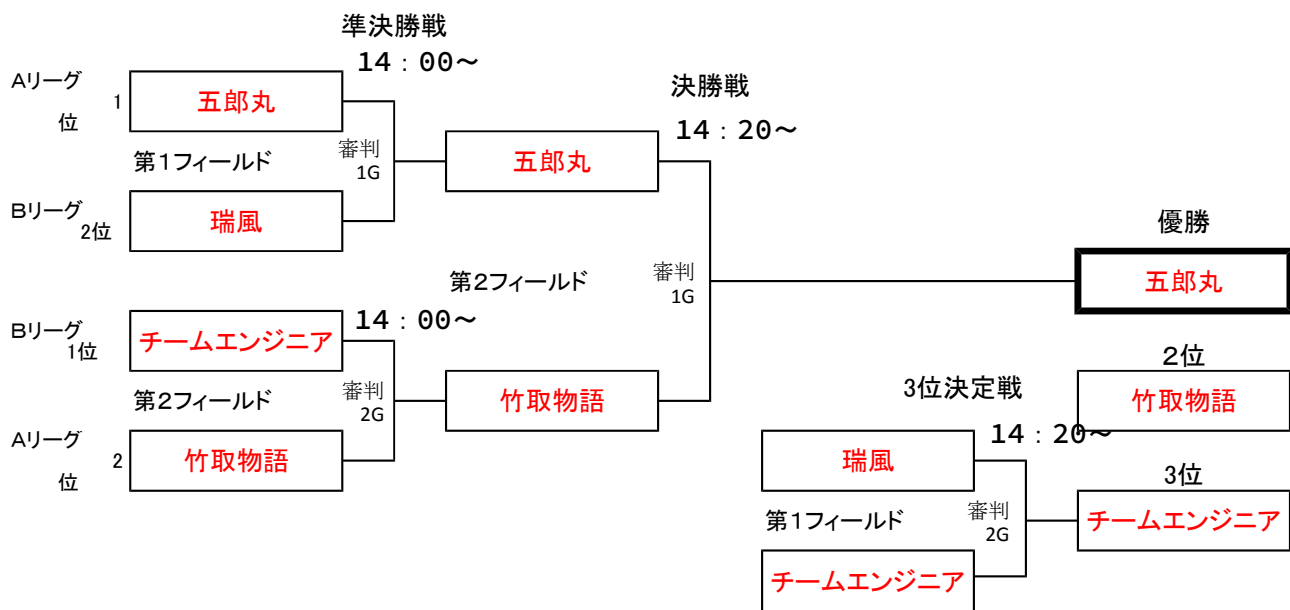 準決勝戦
14：00～
Aリーグ
1
位
五郎丸
決勝戦
14：20～
第1フィールド
審判
1G
五郎丸
Bリーグ
2位
瑞風
優勝
第2フィールド
審判
1G
五郎丸
Bリーグ
1位
チームエンジニア
14：00～
2位
第2フィールド
審判
2G
竹取物語
3位決定戦
竹取物語
14：20～
Aリーグ
2
位
竹取物語
瑞風
3位
第1フィールド
審判
2G
チームエンジニア
チームエンジニア